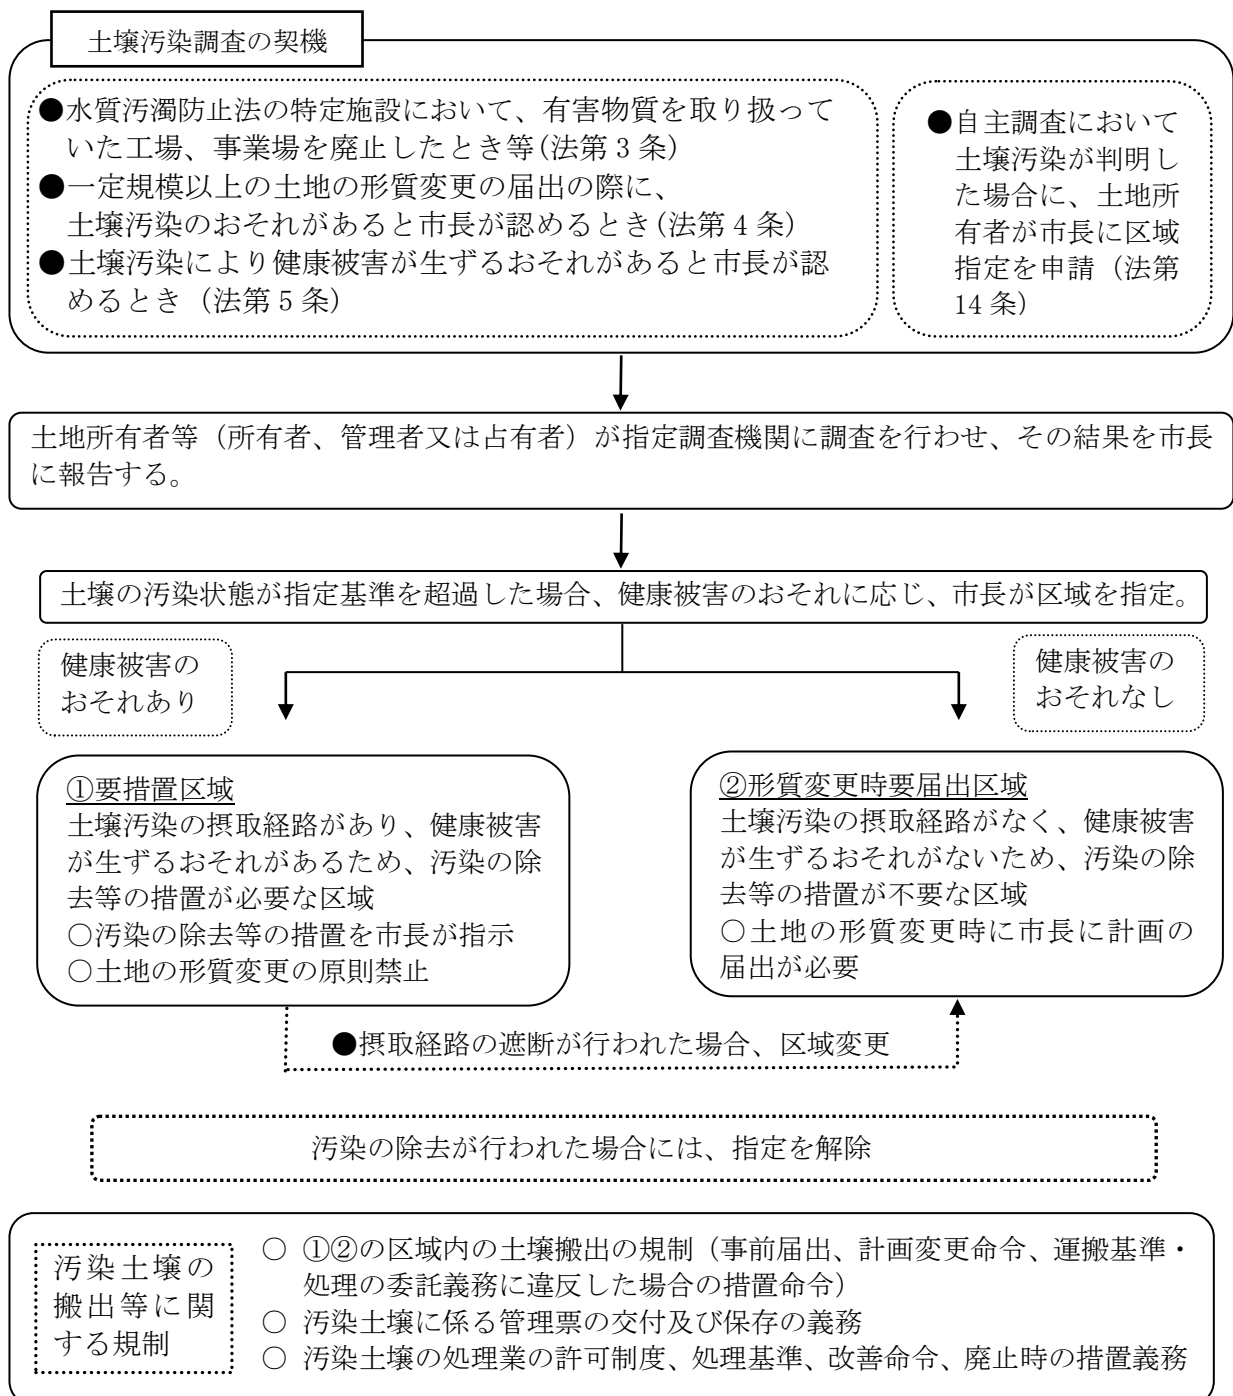 土壌汚染調査の契機
●水質汚濁防止法の特定施設において、有害物質を取り扱って
いた工場、事業場を廃止したとき等(法第３条)
●一定規模以上の土地の形質変更の届出の際に、
土壌汚染のおそれがあると市長が認めるとき(法第４条)
●土壌汚染により健康被害が生ずるおそれがあると市長が認
めるとき（法第５条）
●自主調査において
土壌汚染が判明し
た場合に、土地所
有者が市長に区域
指定を申請（法第
14条）
土地所有者等（所有者、管理者又は占有者）が指定調査機関に調査を行わせ、その結果を市長
に報告する。
土壌の汚染状態が指定基準を超過した場合、健康被害のおそれに応じ、市長が区域を指定。
健康被害の
おそれあり
健康被害の
おそれなし
①要措置区域
土壌汚染の摂取経路があり、健康被害
が生ずるおそれがあるため、汚染の除
去等の措置が必要な区域
○汚染の除去等の措置を市長が指示
○土地の形質変更の原則禁止
②形質変更時要届出区域
土壌汚染の摂取経路がなく、健康被害
が生ずるおそれがないため、汚染の除
去等の措置が不要な区域
○土地の形質変更時に市長に計画の
届出が必要
●摂取経路の遮断が行われた場合、区域変更
汚染の除去が行われた場合には、指定を解除
汚染土壌の
搬出等に関
する規制
○ ①②の区域内の土壌搬出の規制（事前届出、計画変更命令、運搬基準・
処理の委託義務に違反した場合の措置命令）
○ 汚染土壌に係る管理票の交付及び保存の義務
○ 汚染土壌の処理業の許可制度、処理基準、改善命令、廃止時の措置義務